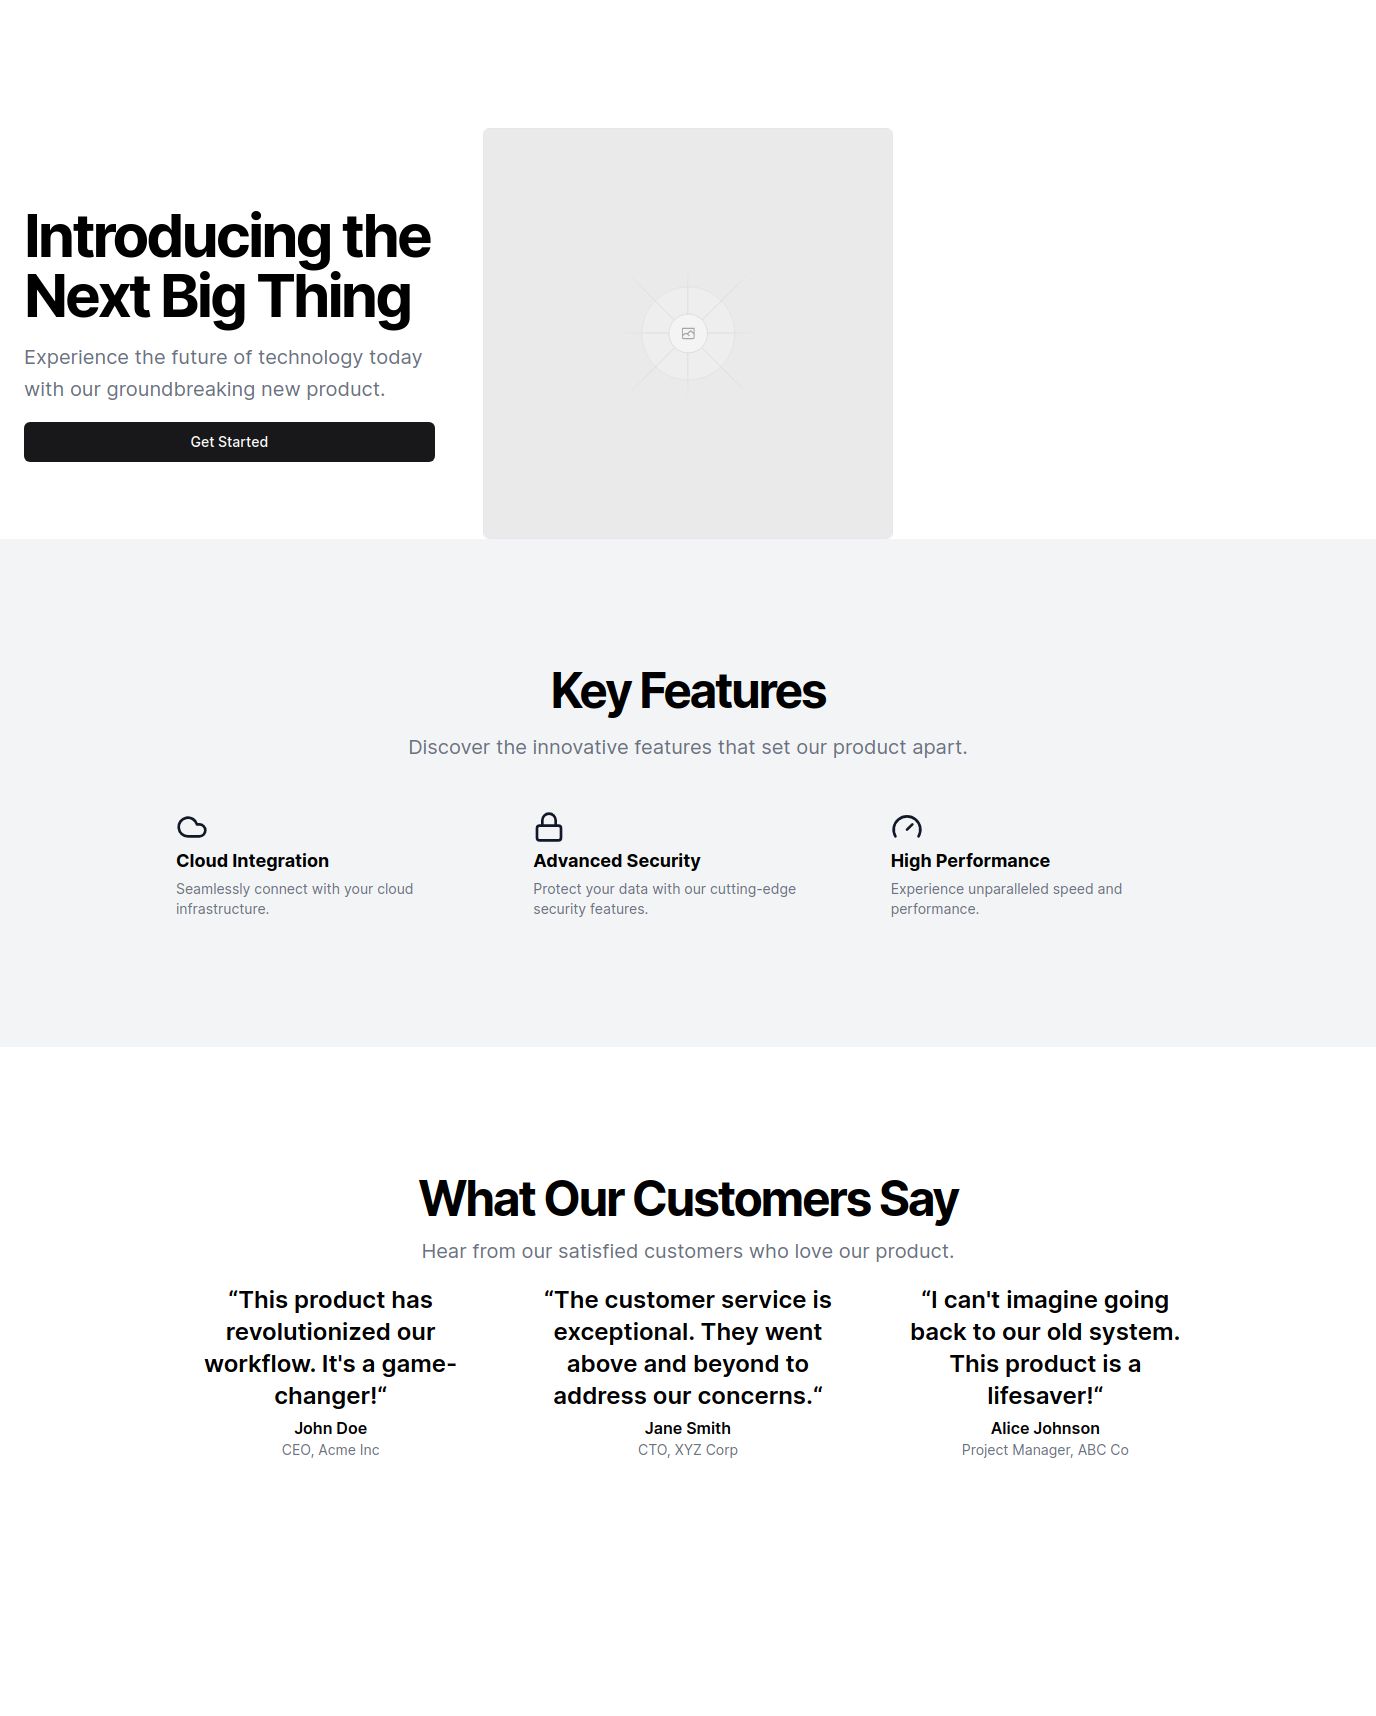 Introducing the
Next Big Thing
Experience the future of technology today
with our groundbreaking new product.
Get Started
Key Features
Discover the innovative features that set our product apart.
Cloud Integration
Seamlessly connect with your cloud
infrastructure.
Advanced Security
Protect your data with our cutting-edge
security features.
High Performance
Experience unparalleled speed and
performance.
What Our Customers Say
Hear from our satisfied customers who love our product.
“This product has
revolutionized our
workflow. It's a game-
changer!“
John Doe
CEO, Acme Inc
“The customer service is
exceptional. They went
above and beyond to
address our concerns.“
Jane Smith
CTO, XYZ Corp
“I can't imagine going
back to our old system.
This product is a
lifesaver!“
Alice Johnson
Project Manager, ABC Co